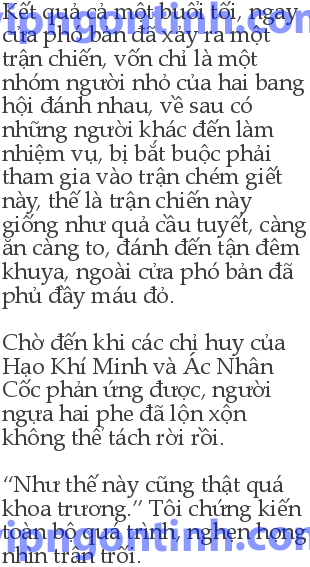 Kết quả cả một buổi tối, ngay
cửa phó bản đã xảy ra một
trận chiến, vốn chỉ là một
nhóm người nhỏ của hai bang
hội đánh nhau, về sau có
những người khác đến làm
nhiệm vụ, bị bắt buộc phải
tham gia vào trận chém giết
này, thế là trận chiến này
giống như quả cầu tuyết, càng
ăn càng to, đánh đến tận đêm
khuya, ngoài cửa phó bản đã
phủ đầy máu đỏ.
Chờ đến khi các chỉ huy của
Hạo Khí Minh và Ác Nhân
Cốc phản ứng được, người
ngựa hai phe đã lộn xộn
không thể tách rời rồi.
“Như thế này cũng thật quá
khoa trương.” Tôi chứng kiến
toàn bộ quá trình, nghẹn họng
nhìn trân trối.
vipngontinh.com
vipngontinh.com